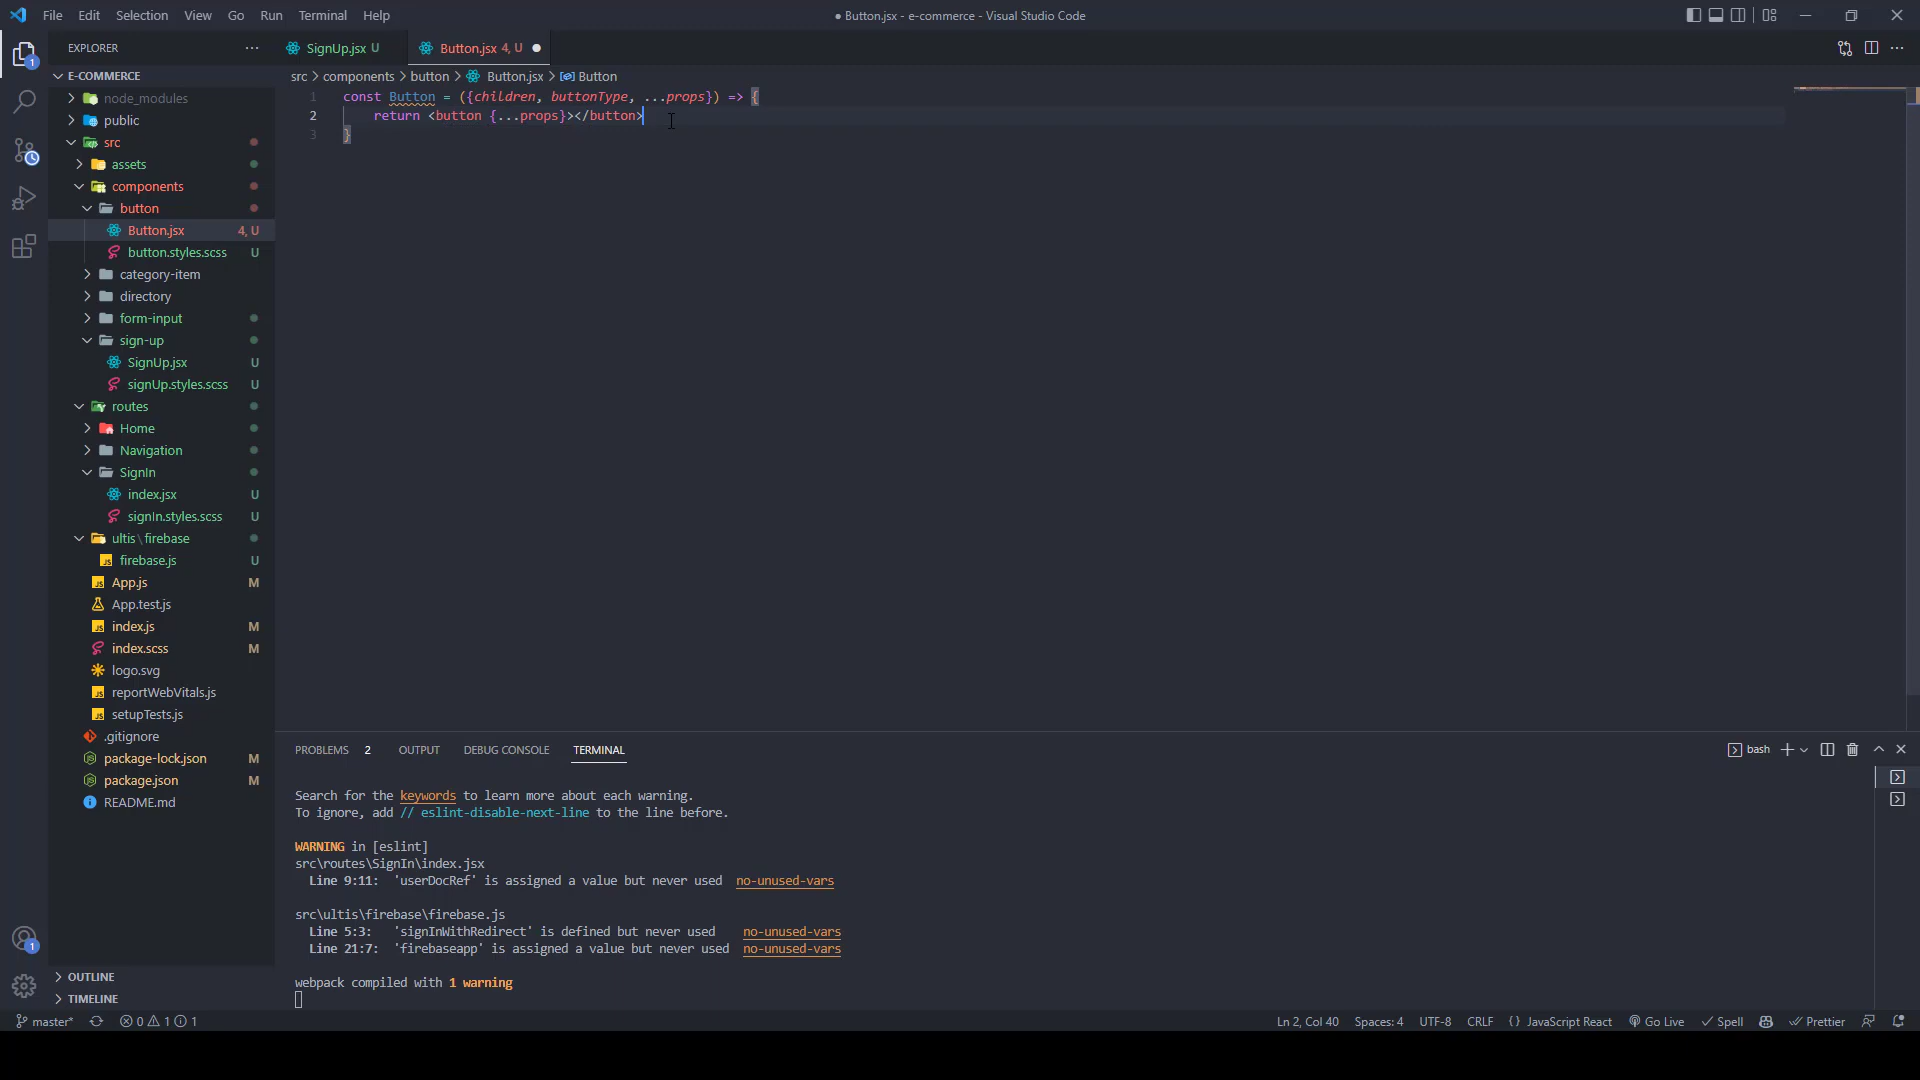 File Edit Selection View Go Run Terminal Help
● Button.jsx - e-commerce - Visual Studio Code
EXPLORER
SignUp.jsx U
Button.jsx 4, U
E-COMMERCE
src > components > button > Button.jsx > Button
node_modules
public
src
assets
components
button
Button.jsx 4, U
button.styles.scss U
category-item
directory
form-input
sign-up
SignUp.jsx U
signUp.styles.scss U
routes
Home
Navigation
SignIn
index.jsx U
signIn.styles.scss U
ultis\firebase
firebase.js U
App.js M
App.test.js
index.js M
index.scss M
logo.svg
reportWebVitals.js
setupTests.js
.gitignore
package-lock.json M
package.json M
README.md
OUTLINE
TIMELINE
1 const Button = ({children, buttonType, ...props}) => {
2 return <button {...props}></button>
3 }
PROBLEMS 2 OUTPUT DEBUG CONSOLE TERMINAL
bash
Search for the keywords to learn more about each warning.
To ignore, add // eslint-disable-next-line to the line before.
WARNING in [eslint]
src\routes\SignIn\index.jsx
Line 9:11: 'userDocRef' is assigned a value but never used no-unused-vars
src\ultis\firebase\firebase.js
Line 5:3: 'signInWithRedirect' is defined but never used no-unused-vars
Line 21:7: 'firebaseapp' is assigned a value but never used no-unused-vars
webpack compiled with 1 warning
master* 0 1 1
Ln 2, Col 40 Spaces: 4 UTF-8 CRLF {} JavaScript React Go Live Spell Prettier